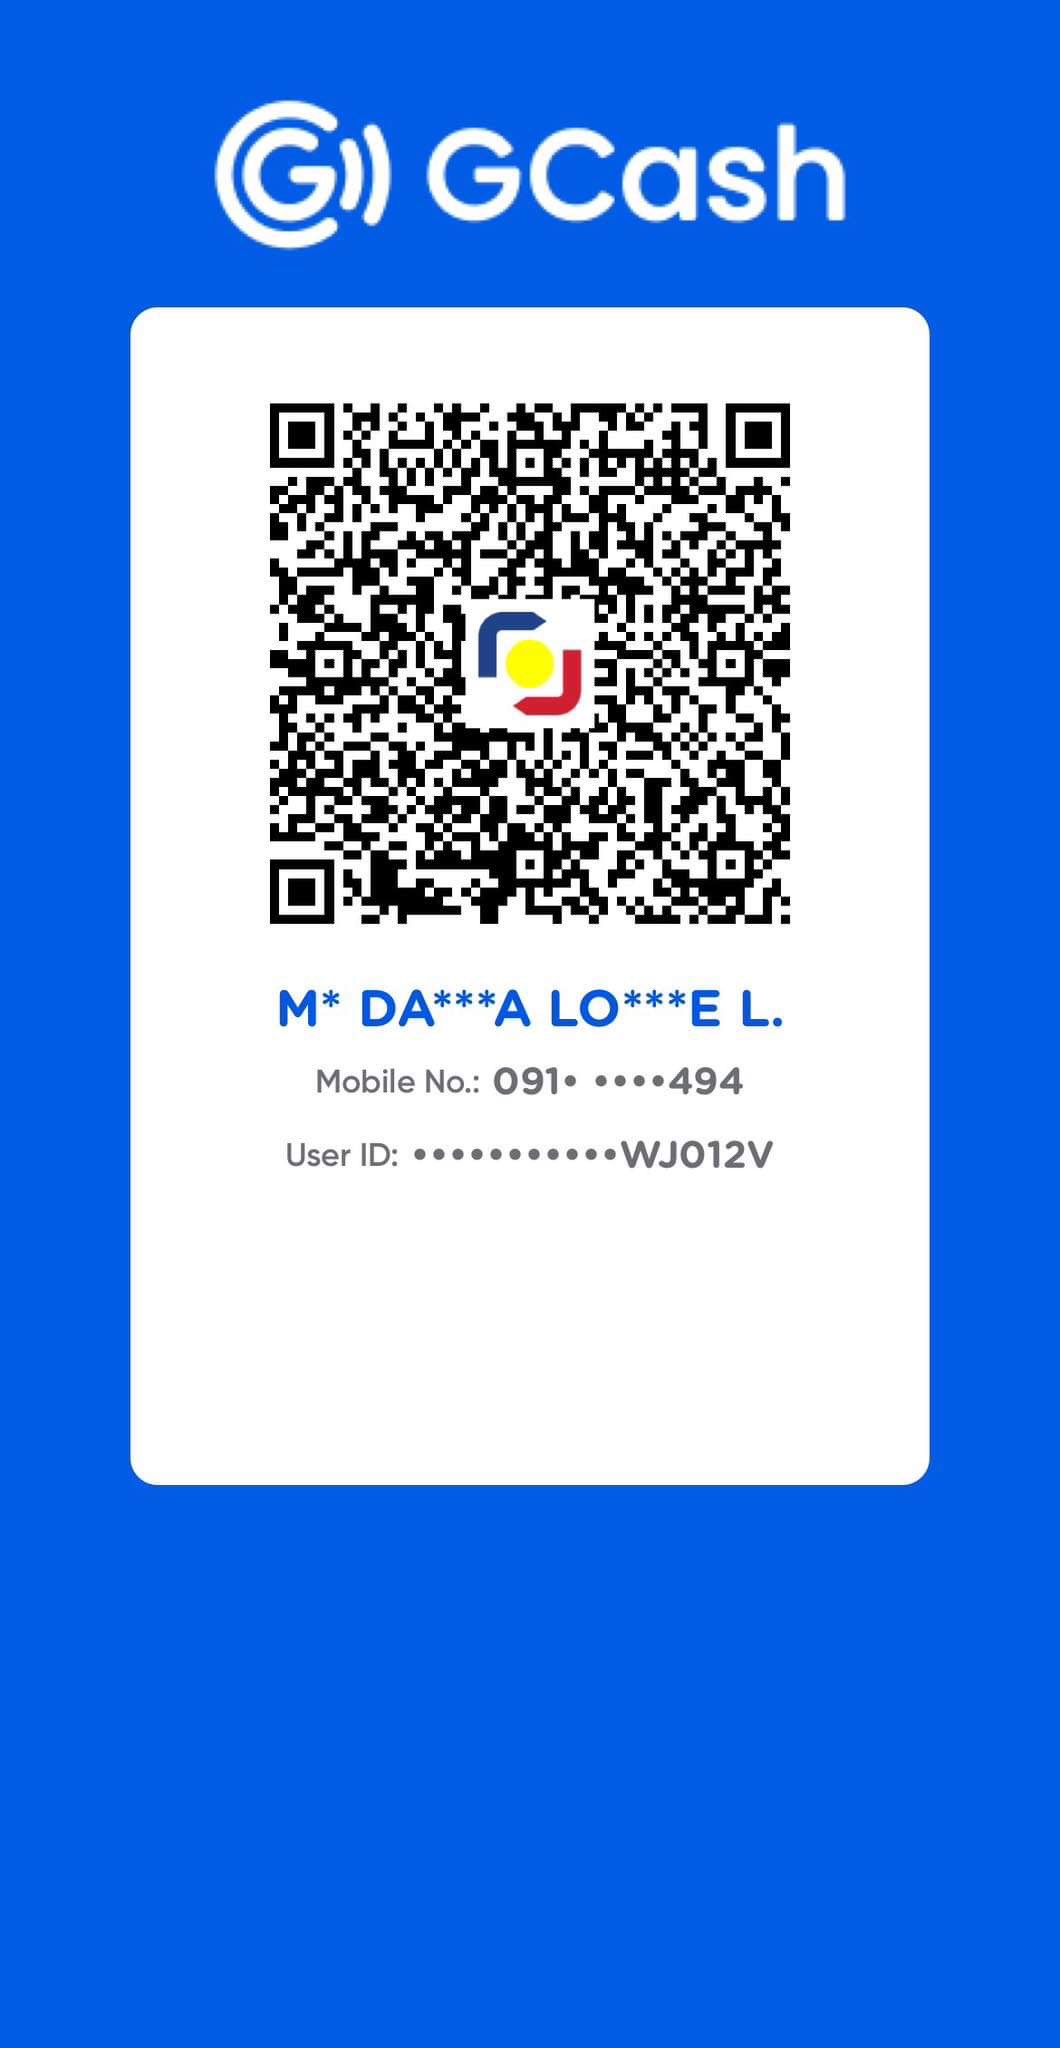 GCash
M* DA***A LO***E L.
Mobile No.: 091• ••••494
User ID: •••••••••••WJ012V